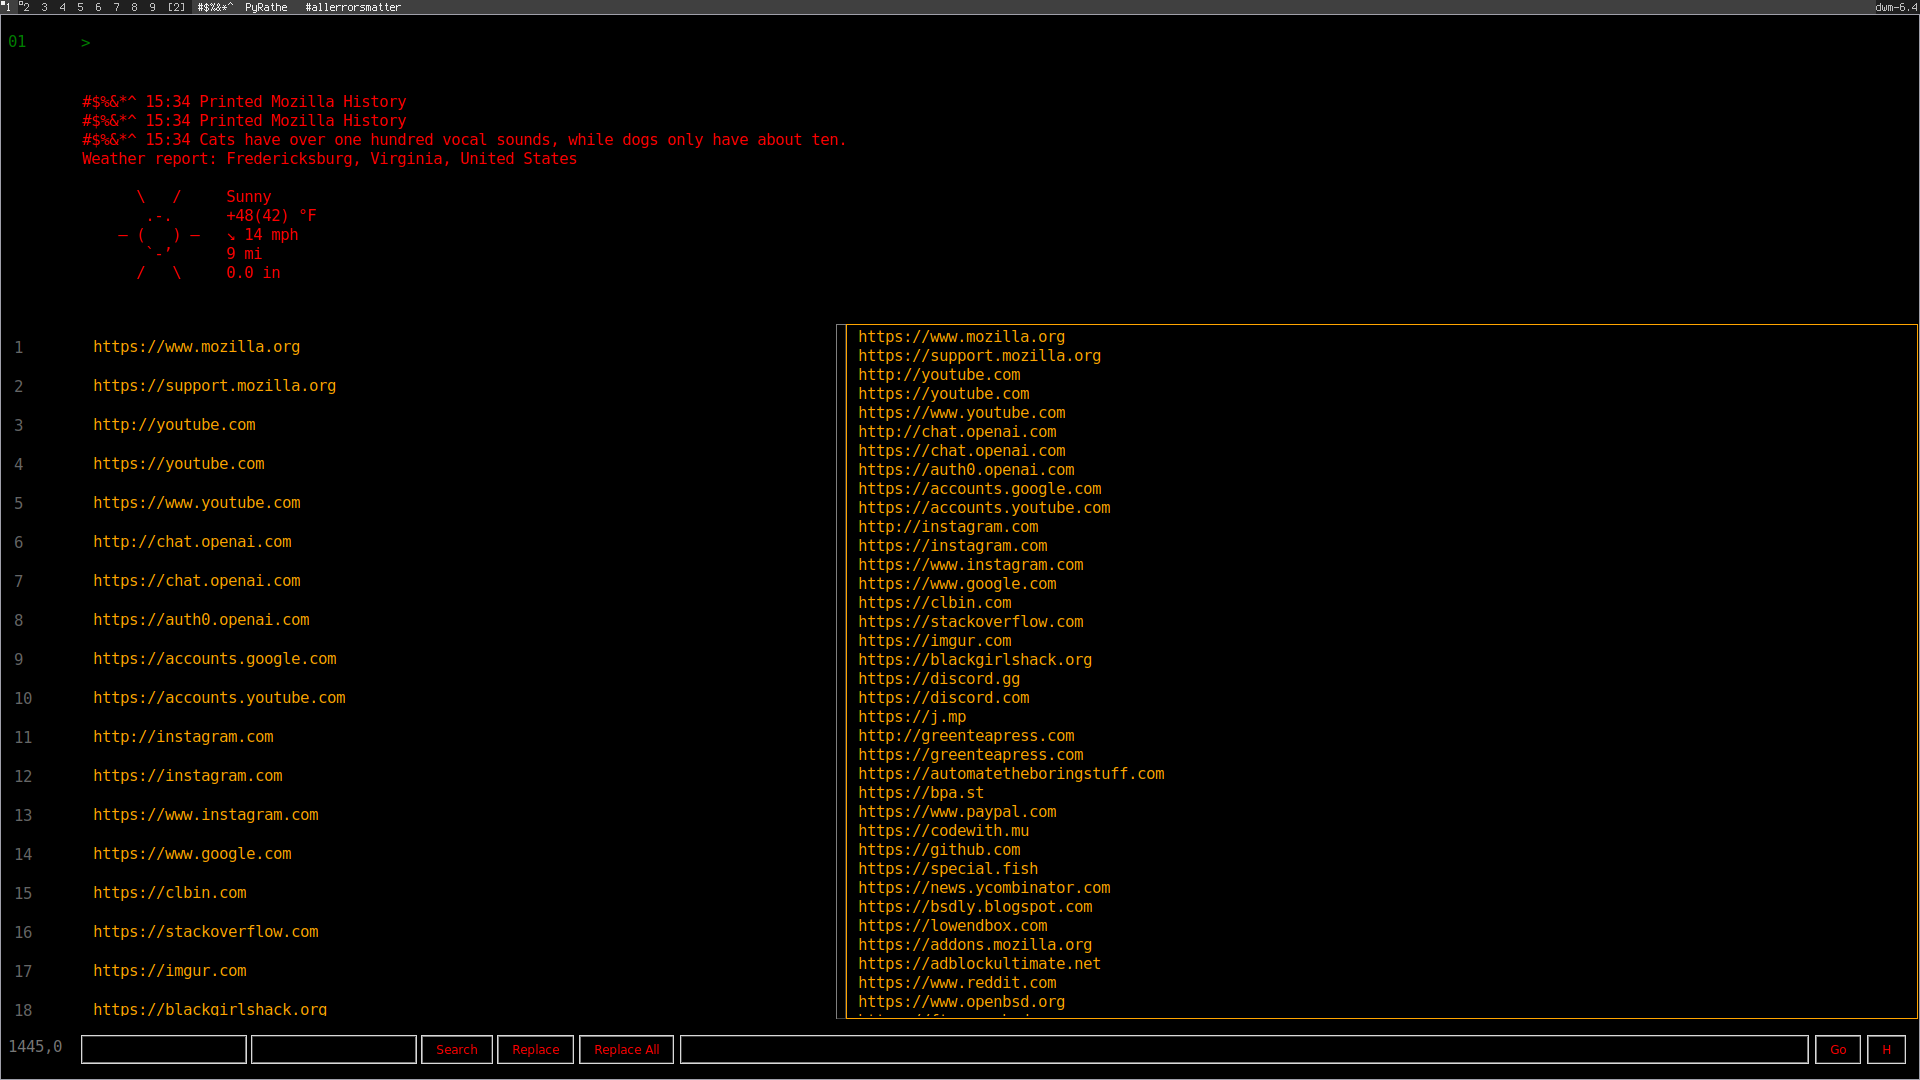 1 2 3 4 5 6 7 8 9 [2] #$%&*^ PyRathe #allerrorsmatter dwm-6.4
01 >
#$%&*^ 15:34 Printed Mozilla History
#$%&*^ 15:34 Printed Mozilla History
#$%&*^ 15:34 Cats have over one hundred vocal sounds, while dogs only have about ten.
Weather report: Fredericksburg, Virginia, United States
\ / Sunny
.-. +48(42) °F
― ( ) ― ↘ 14 mph
`-’ 9 mi
/ \ 0.0 in
1 https://www.mozilla.org
2 https://support.mozilla.org
3 http://youtube.com
4 https://youtube.com
5 https://www.youtube.com
6 http://chat.openai.com
7 https://chat.openai.com
8 https://auth0.openai.com
9 https://accounts.google.com
10 https://accounts.youtube.com
11 http://instagram.com
12 https://instagram.com
13 https://www.instagram.com
14 https://www.google.com
15 https://clbin.com
16 https://stackoverflow.com
17 https://imgur.com
18 https://blackgirlshack.org
https://www.mozilla.org
https://support.mozilla.org
http://youtube.com
https://youtube.com
https://www.youtube.com
http://chat.openai.com
https://chat.openai.com
https://auth0.openai.com
https://accounts.google.com
https://accounts.youtube.com
http://instagram.com
https://instagram.com
https://www.instagram.com
https://www.google.com
https://clbin.com
https://stackoverflow.com
https://imgur.com
https://blackgirlshack.org
https://discord.gg
https://discord.com
https://j.mp
http://greenteapress.com
https://greenteapress.com
https://automatetheboringstuff.com
https://bpa.st
https://www.paypal.com
https://codewith.mu
https://github.com
https://special.fish
https://news.ycombinator.com
https://bsdly.blogspot.com
https://lowendbox.com
https://addons.mozilla.org
https://adblockultimate.net
https://www.reddit.com
https://www.openbsd.org
1445,0 Search Replace Replace All Go H